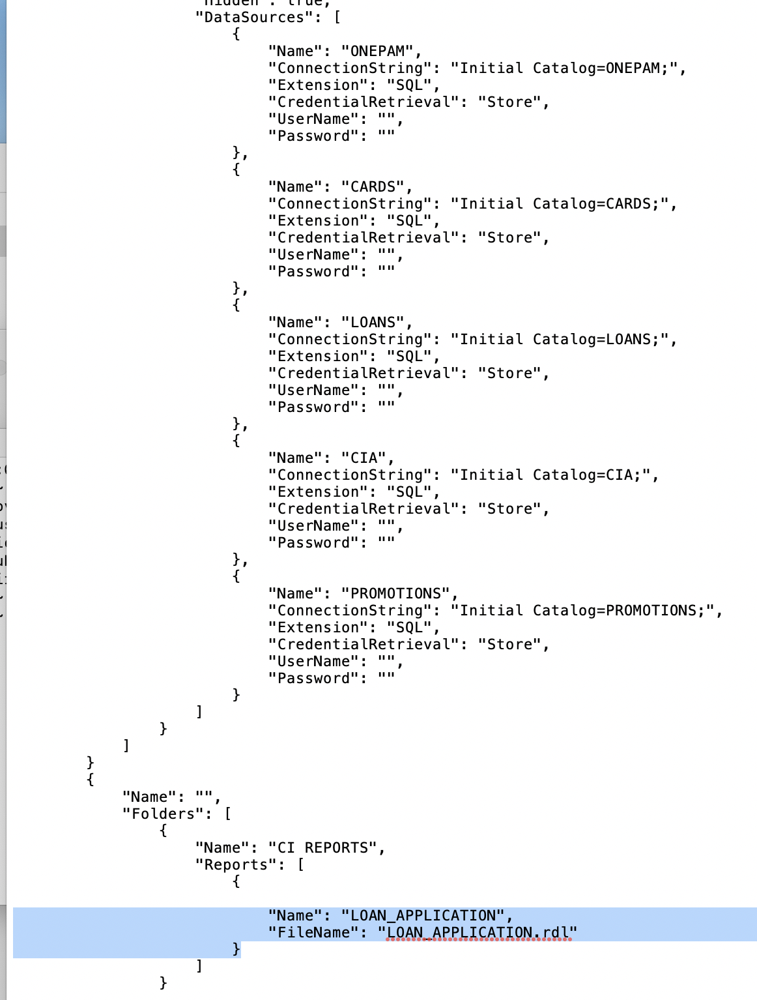 "Hidden": true,
"DataSources": [
{
"Name": "ONEPAM",
"ConnectionString": "Initial Catalog=ONEPAM;",
"Extension": "SQL",
"CredentialRetrieval": "Store",
"UserName": "",
"Password": ""
},
{
"Name": "CARDS",
"ConnectionString": "Initial Catalog=CARDS;",
"Extension": "SQL",
"CredentialRetrieval": "Store",
"UserName": "",
"Password": ""
},
{
"Name": "LOANS",
"ConnectionString": "Initial Catalog=LOANS;",
"Extension": "SQL",
"CredentialRetrieval": "Store",
"UserName": "",
"Password": ""
},
{
"Name": "CIA",
"ConnectionString": "Initial Catalog=CIA;",
"Extension": "SQL",
"CredentialRetrieval": "Store",
"UserName": "",
"Password": ""
},
{
"Name": "PROMOTIONS",
"ConnectionString": "Initial Catalog=PROMOTIONS;",
"Extension": "SQL",
"CredentialRetrieval": "Store",
"UserName": "",
"Password": ""
}
]
}
]
}
{
"Name": "",
"Folders": [
{
"Name": "CI REPORTS",
"Reports": [
{
"Name": "LOAN_APPLICATION",
"FileName": "LOAN_APPLICATION.rdl"
}
]
}